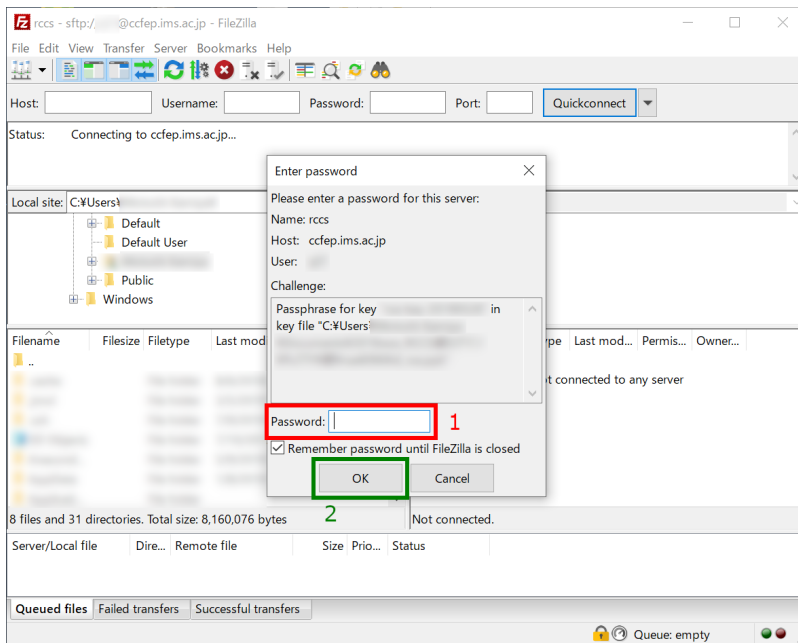 rccs - sftp:/ @ccfep.ims.ac.jp - FileZilla
File Edit View Transfer Server Bookmarks Help
Host: Username: Password: Port: Quickconnect
Status: Connecting to ccfep.ims.ac.jp...
Enter password
Please enter a password for this server:
Name: rccs
Host: ccfep.ims.ac.jp
User:
Challenge:
Passphrase for key in
key file "C:¥Users
Password: 1
Remember password until FileZilla is closed
OK Cancel
2
Local site: C:¥Users¥
Default
Default User
Public
Windows
Filename Filesize Filetype Last mod
..
Last mod... Permis... Owner...
connected to any server
8 files and 31 directories. Total size: 8,160,076 bytes
Not connected.
Server/Local file Dire... Remote file Size Prio... Status
Queued files Failed transfers Successful transfers
Queue: empty